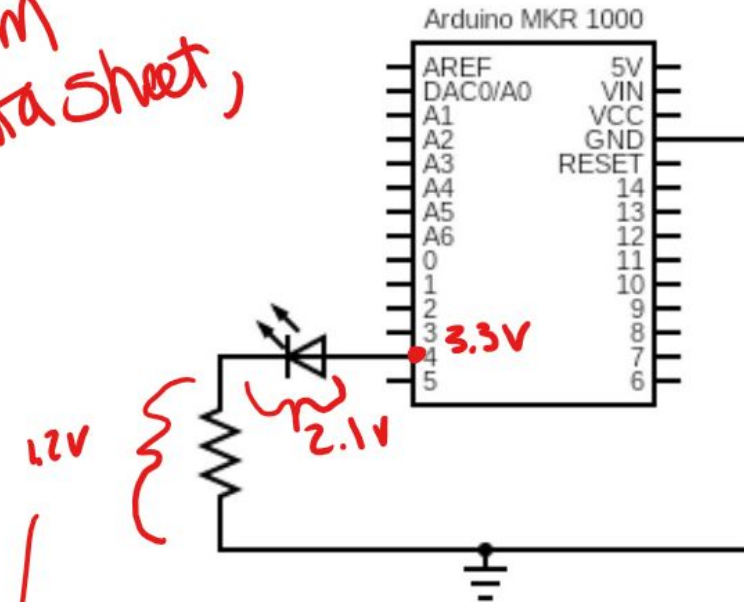 Arduino MKR 1000
m
ta sheet,
AREF 5V
DAC0/A0 VIN
A1 VCC
A2 GND
A3 RESET
A4 14
A5 13
A6 12
0 11
1 10
2 9
3 8
3.3V
4 7
5 6
2.1V
1.2V